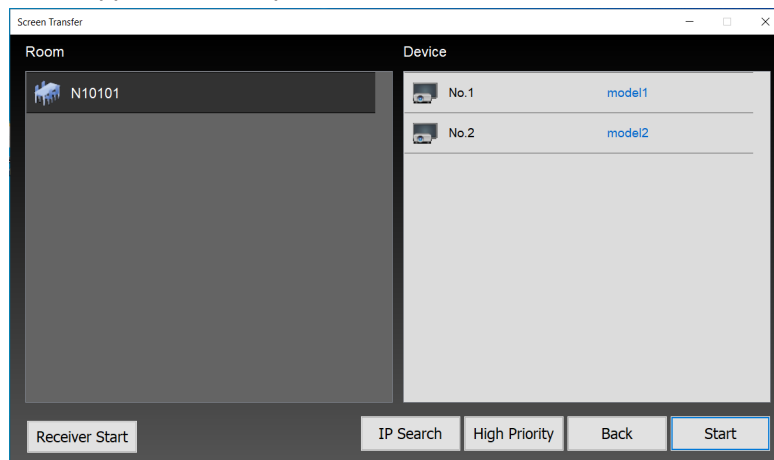 Screen Transfer
Room
Device
N10101
No.1 model1
No.2 model2
Receiver Start
IP Search
High Priority
Back
Start